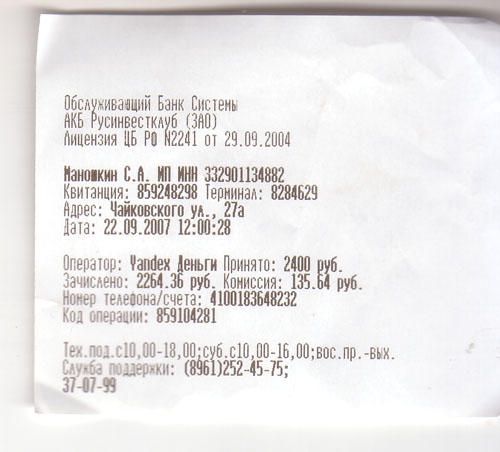 Обслуживающий Банк Системы
АКБ Русинвестклуб (ЗАО)
Лицензия ЦБ РФ N2241 от 29.09.2004
Маношкин С.А. ИП ИНН 332901134882
Квитанция: 859248298 Терминал: 8284629
Адрес: Чайковского ул., 27а
Дата: 22.09.2007 12:00:28
Оператор: Yandex Деньги Принято: 2400 руб.
Зачислено: 2264.36 руб. Комиссия: 135.64 руб.
Номер телефона/счета: 4100183648232
Код операции: 859104281
Тех.под.с10,00-18,00;суб.с10,00-16,00;вос.пр.-вых.
Служба поддержки: (8961)252-45-75;
37-07-99